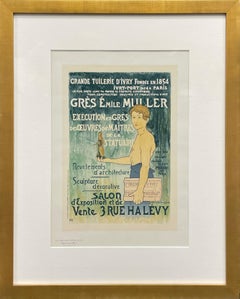 GRANDE TUILERIE D'IVRY FONDÉE EN 1854
IVRY-PORT PRÈS PARIS
GRÈS ÉMILE MULLER
EXÉCUTION EN GRÈS
DES ŒUVRES DES MAÎTRES
DE LA
STATUAIRE
Revêtements
d'architecture
Sculpture
décorative
SALON
d'Exposition et de
Vente 3 RUE HALÉVY